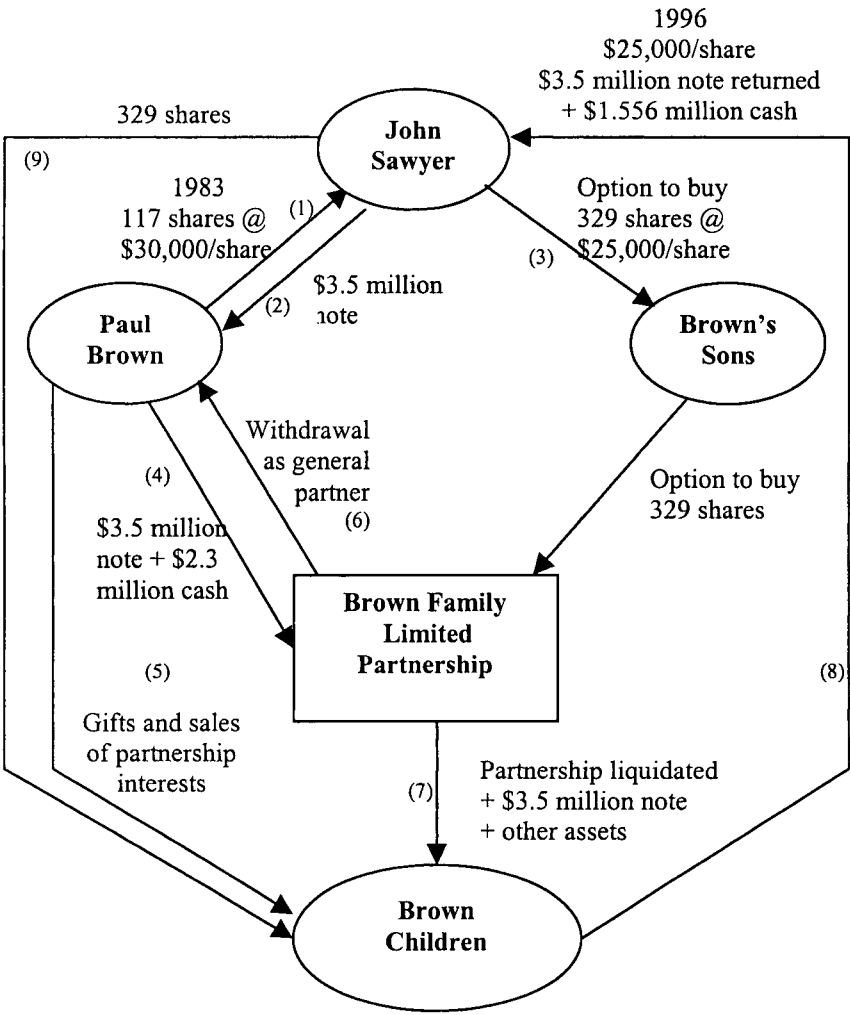 1996
$25,000/share
$3.5 million note returned
+ $1.556 million cash
329 shares
John
Sawyer
(9)
1983
117 shares @
$30,000/share
(1)
Option to buy
329 shares @
$25,000/share
(3)
(2)
$3.5 million
note
Paul
Brown
Brown's
Sons
Withdrawal
as general
partner
(6)
(4)
Option to buy
329 shares
$3.5 million
note + $2.3
million cash
Brown Family
Limited
Partnership
(5)
(8)
Gifts and sales
of partnership
interests
(7)
Partnership liquidated
+ $3.5 million note
+ other assets
Brown
Children